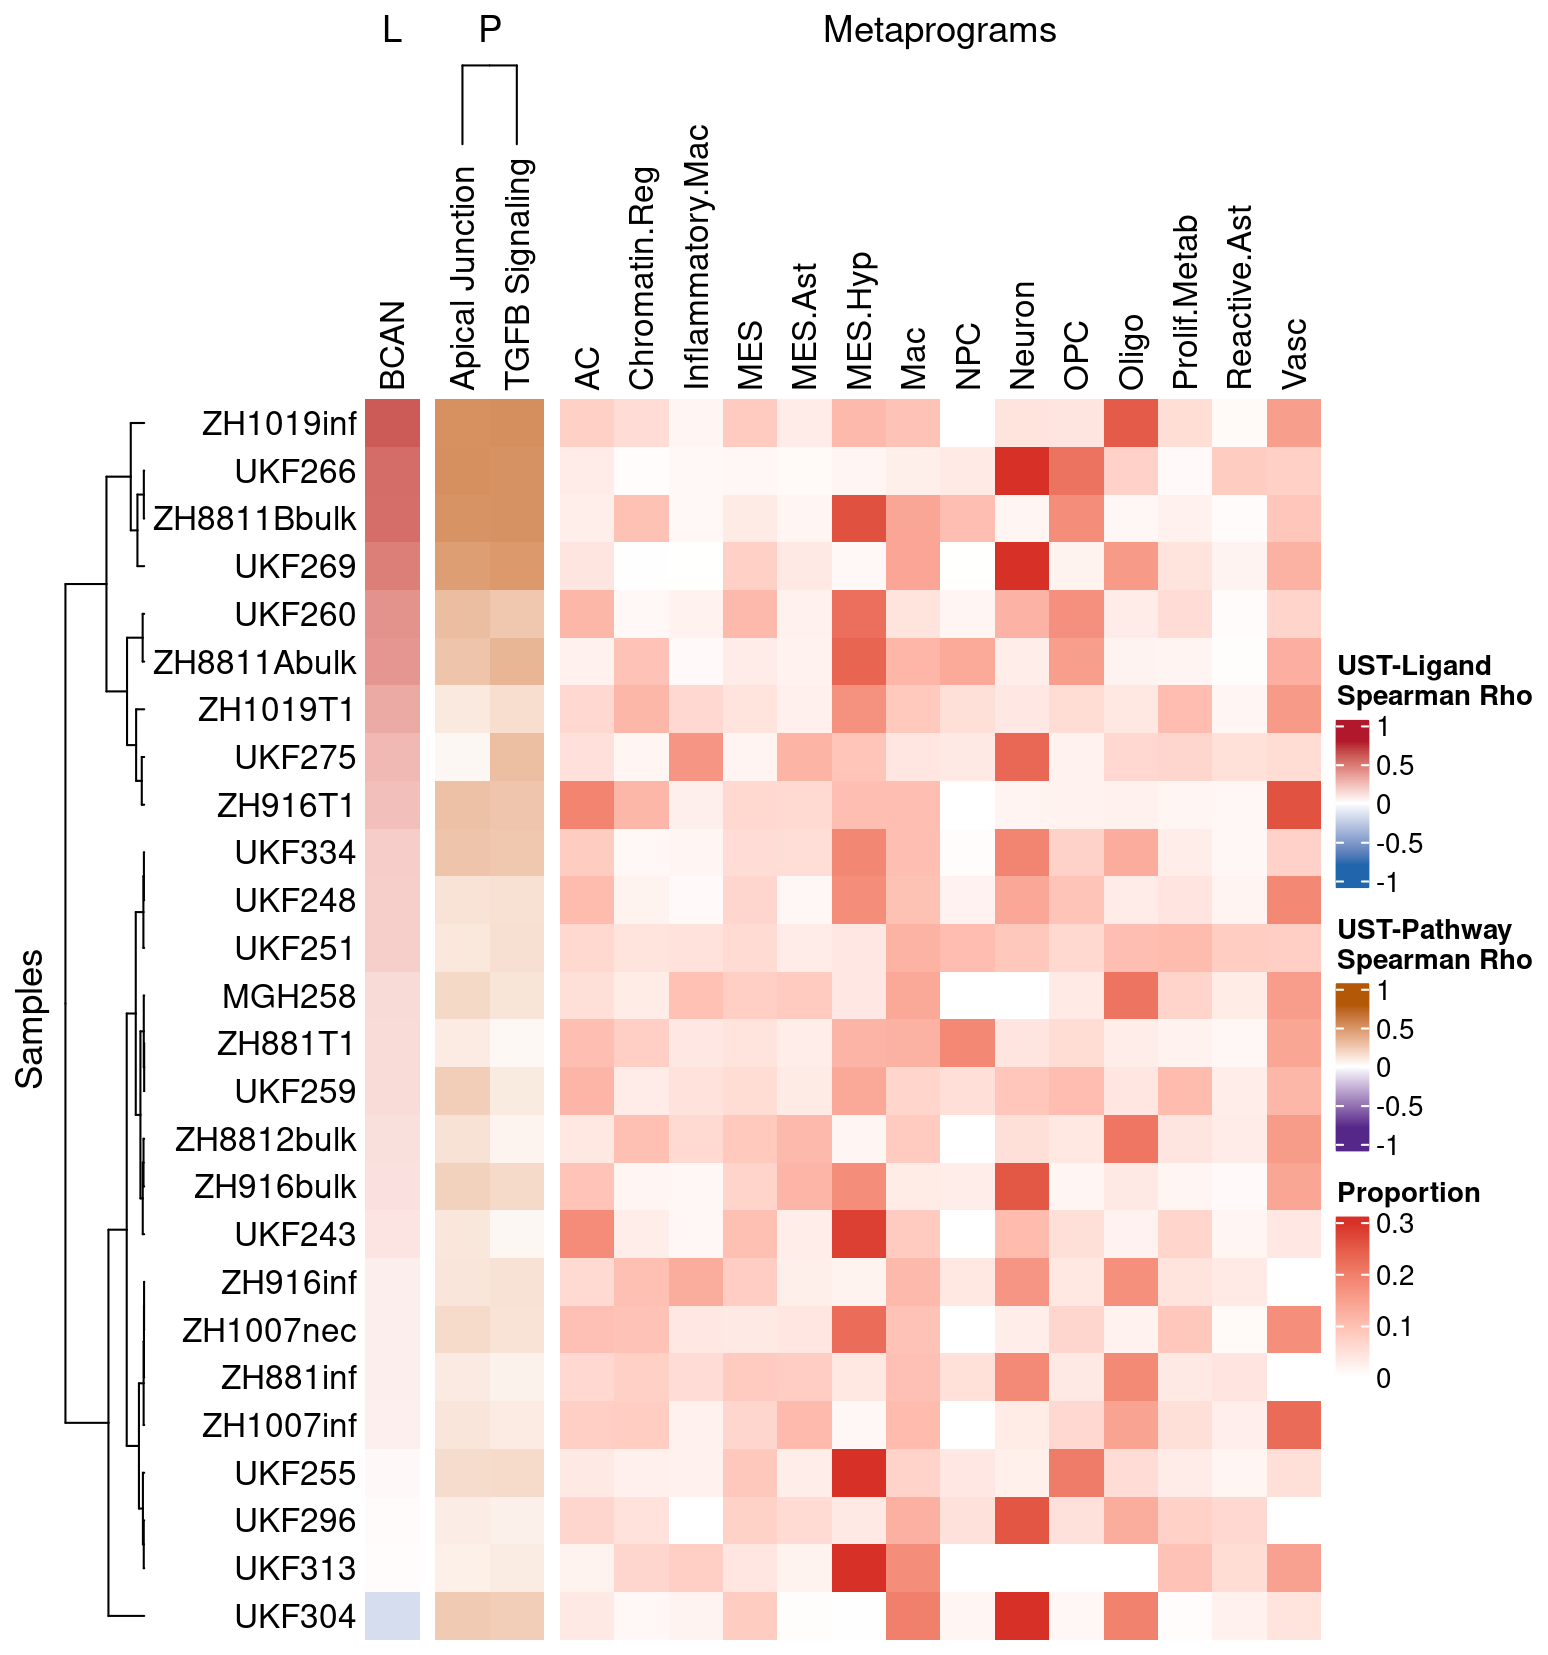 L P Metaprograms
BCAN
Apical Junction
TGFB Signaling
AC
Chromatin.Reg
Inflammatory.Mac
MES
MES.Ast
MES.Hyp
Mac
NPC
Neuron
OPC
Oligo
Prolif.Metab
Reactive.Ast
Vasc
Samples
ZH1019inf
UKF266
ZH8811Bbulk
UKF269
UKF260
ZH8811Abulk
ZH1019T1
UKF275
ZH916T1
UKF334
UKF248
UKF251
MGH258
ZH881T1
UKF259
ZH8812bulk
ZH916bulk
UKF243
ZH916inf
ZH1007nec
ZH881inf
ZH1007inf
UKF255
UKF296
UKF313
UKF304
UST-Ligand
Spearman Rho
1
0.5
0
-0.5
-1
UST-Pathway
Spearman Rho
1
0.5
0
-0.5
-1
Proportion
0.3
0.2
0.1
0